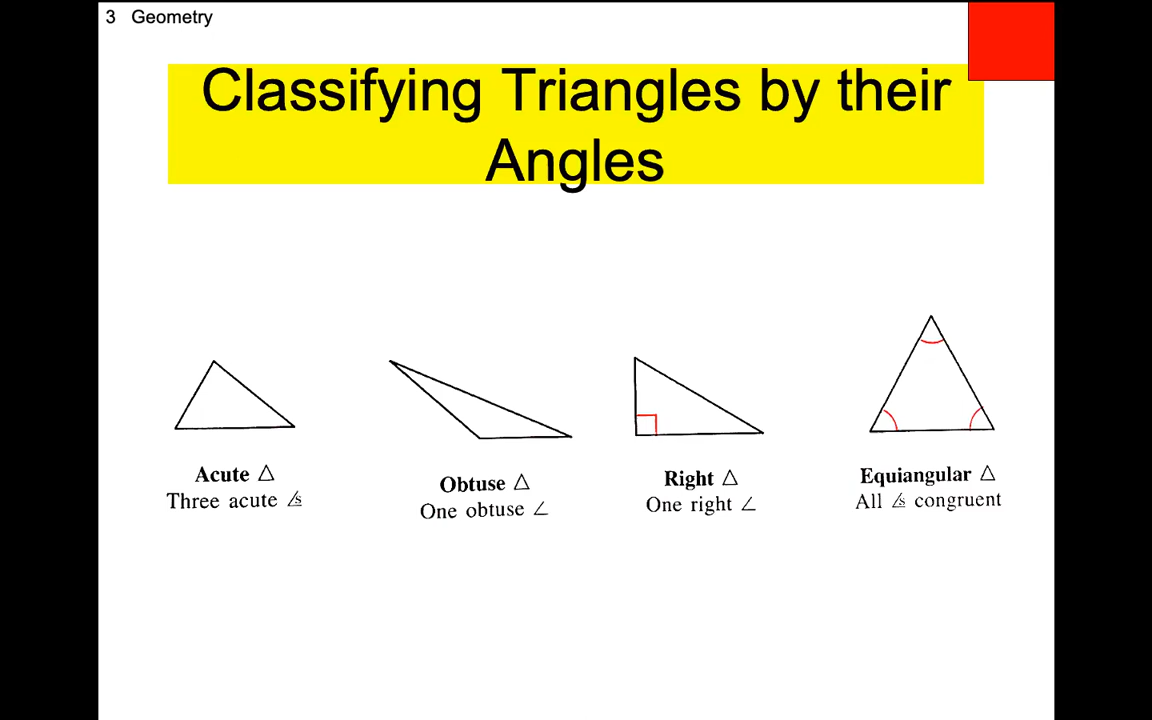 3 Geometry
Classifying Triangles by their
Angles
Acute △
Three acute ∠s
Obtuse △
One obtuse ∠
Right △
One right ∠
Equiangular △
All ∠s congruent